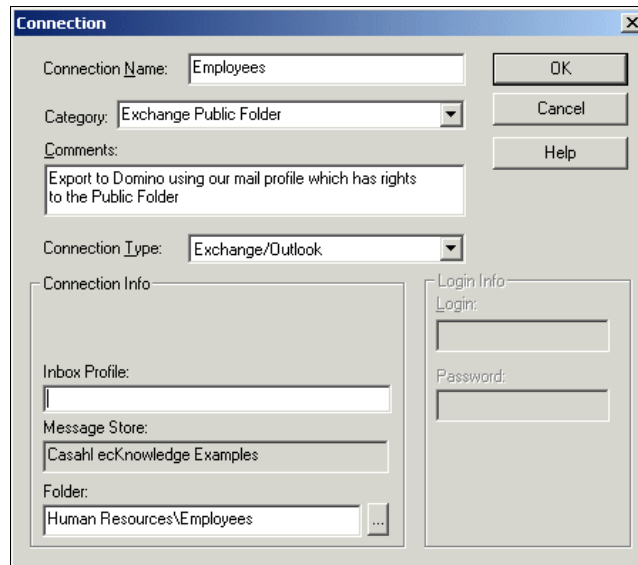 Connection
Connection Name: Employees
OK
Category: Exchange Public Folder
Cancel
Comments:
Help
Export to Domino using our mail profile which has rights
to the Public Folder
Connection Type: Exchange/Outlook
Connection Info
Login Info
Login:
Inbox Profile:
Password:
Message Store:
Casahl ecKnowledge Examples
Folder:
Human Resources\Employees
...